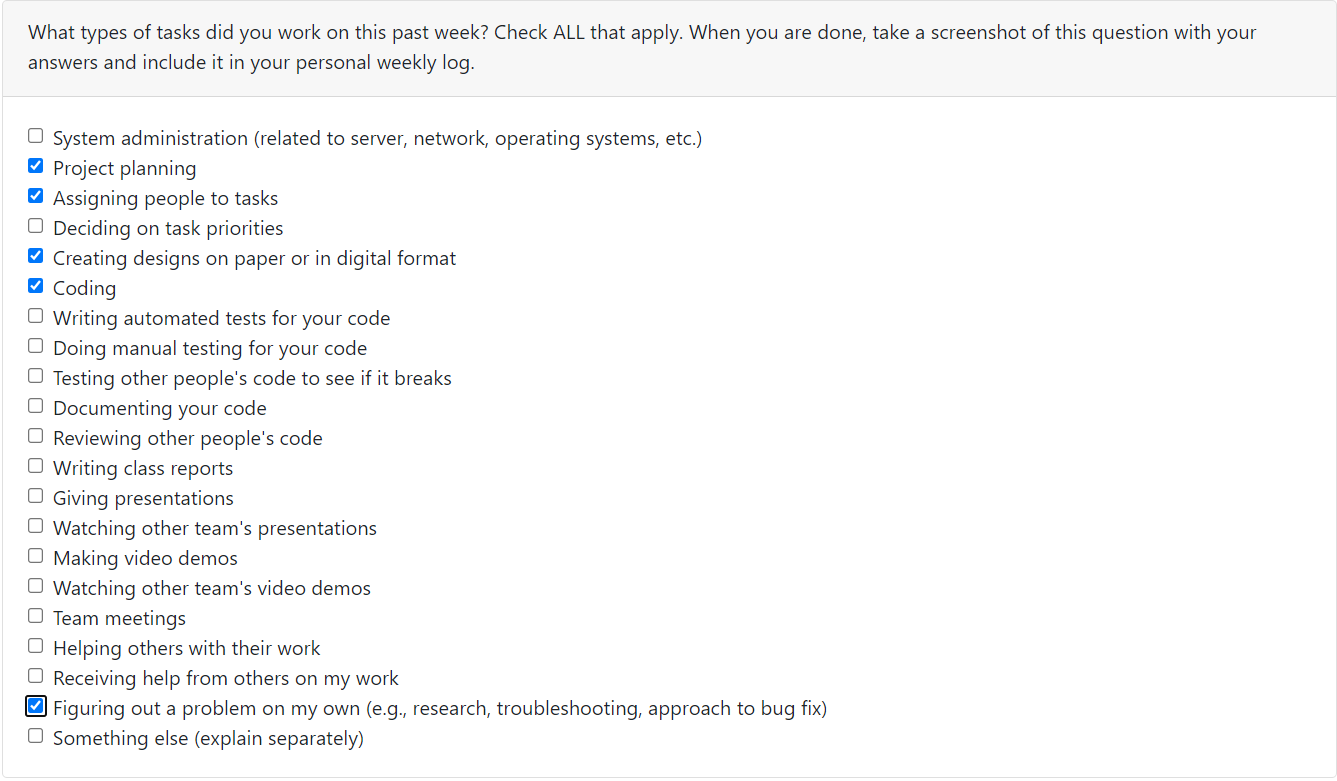 What types of tasks did you work on this past week? Check ALL that apply. When you are done, take a screenshot of this question with your
answers and include it in your personal weekly log.
System administration (related to server, network, operating systems, etc.)
Project planning
Assigning people to tasks
Deciding on task priorities
Creating designs on paper or in digital format
Coding
Writing automated tests for your code
Doing manual testing for your code
Testing other people's code to see if it breaks
Documenting your code
Reviewing other people's code
Writing class reports
Giving presentations
Watching other team's presentations
Making video demos
Watching other team's video demos
Team meetings
Helping others with their work
Receiving help from others on my work
Figuring out a problem on my own (e.g., research, troubleshooting, approach to bug fix)
Something else (explain separately)